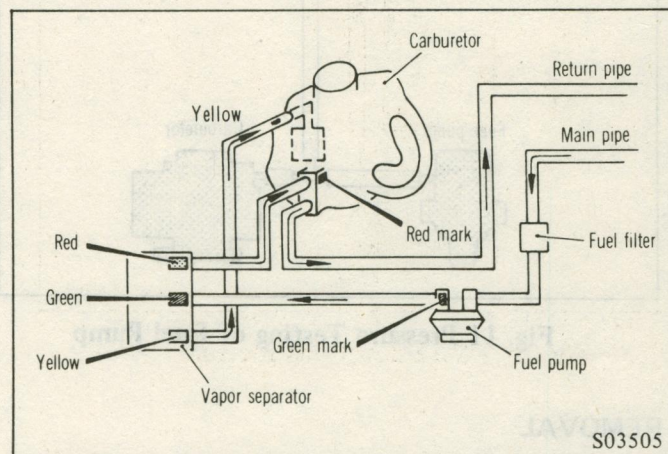 Carburetor
Return pipe
Yellow
Main pipe
Red mark
Fuel filter
Red
Green
Yellow
Green mark
Fuel pump
Vapor separator
S03505
REMOVAL